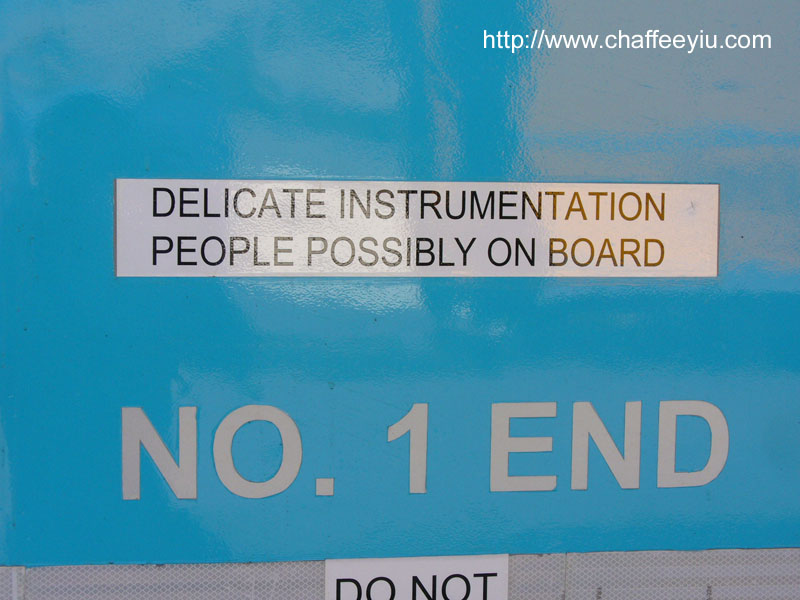 http://www.chaffeeyiu.com
DELICATE INSTRUMENTATION
PEOPLE POSSIBLY ON BOARD
NO. 1 END
DO NOT